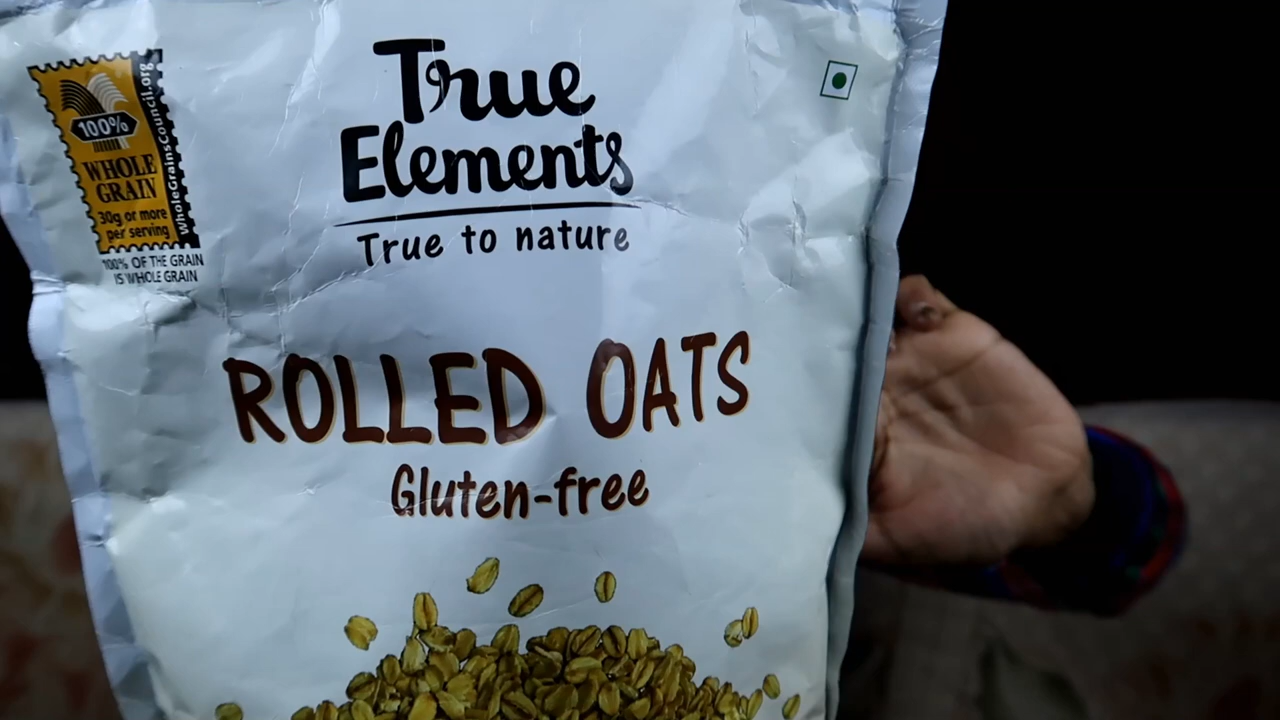 True
Elements
True to nature
100%
WHOLE
GRAIN
30g or more
per serving
WholeGrainsCouncil.org
100% OF THE GRAIN
IS WHOLE GRAIN
ROLLED OATS
Gluten-free